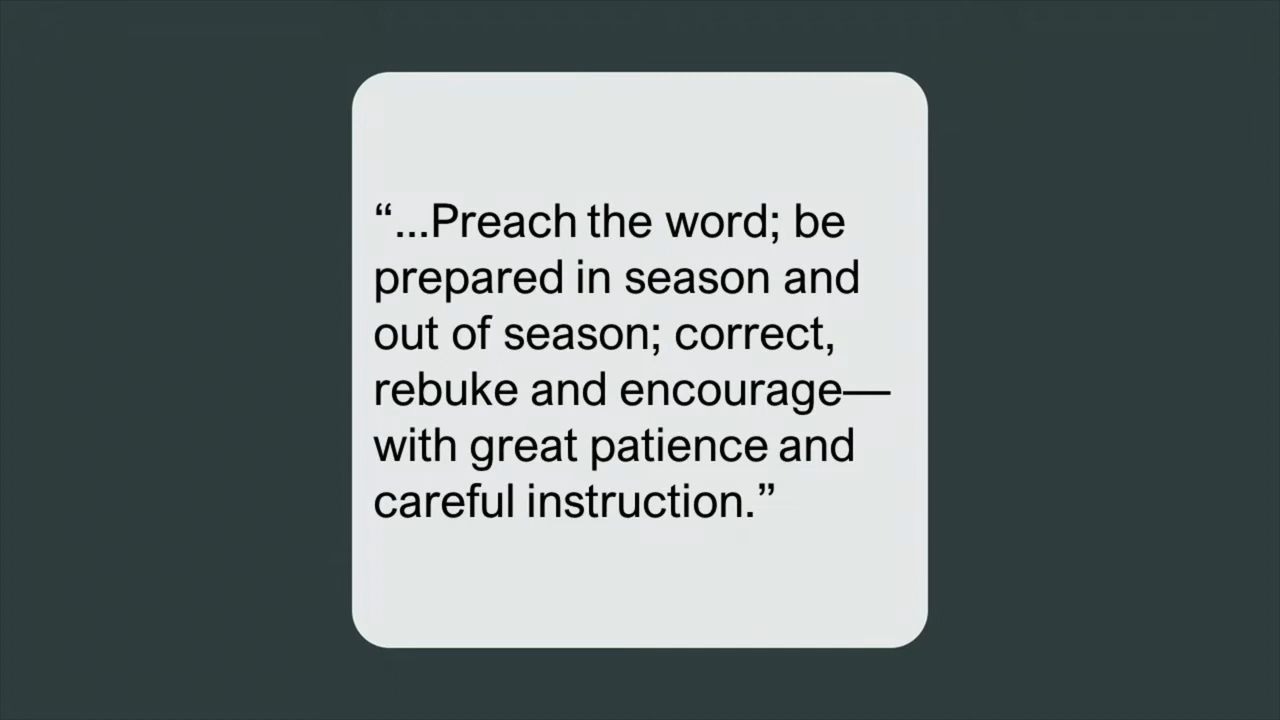 “...Preach the word; be
prepared in season and
out of season; correct,
rebuke and encourage—
with great patience and
careful instruction.”